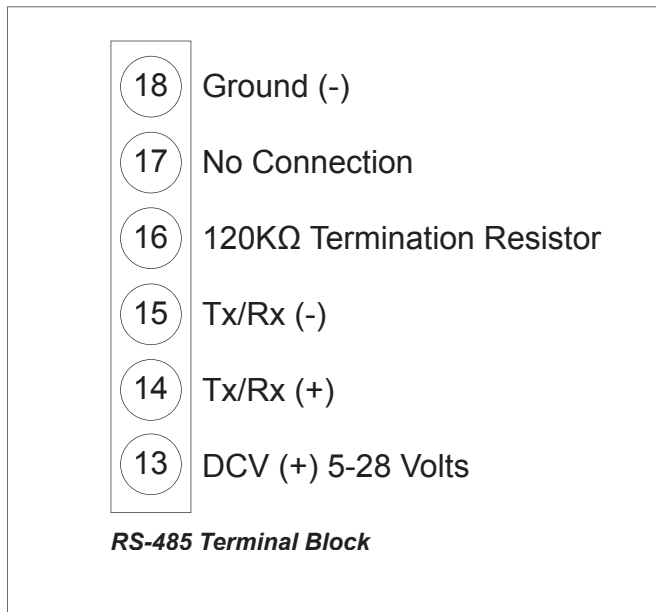 18 Ground (-)
17 No Connection
16 120KΩ Termination Resistor
15 Tx/Rx (-)
14 Tx/Rx (+)
13 DCV (+) 5-28 Volts
RS-485 Terminal Block